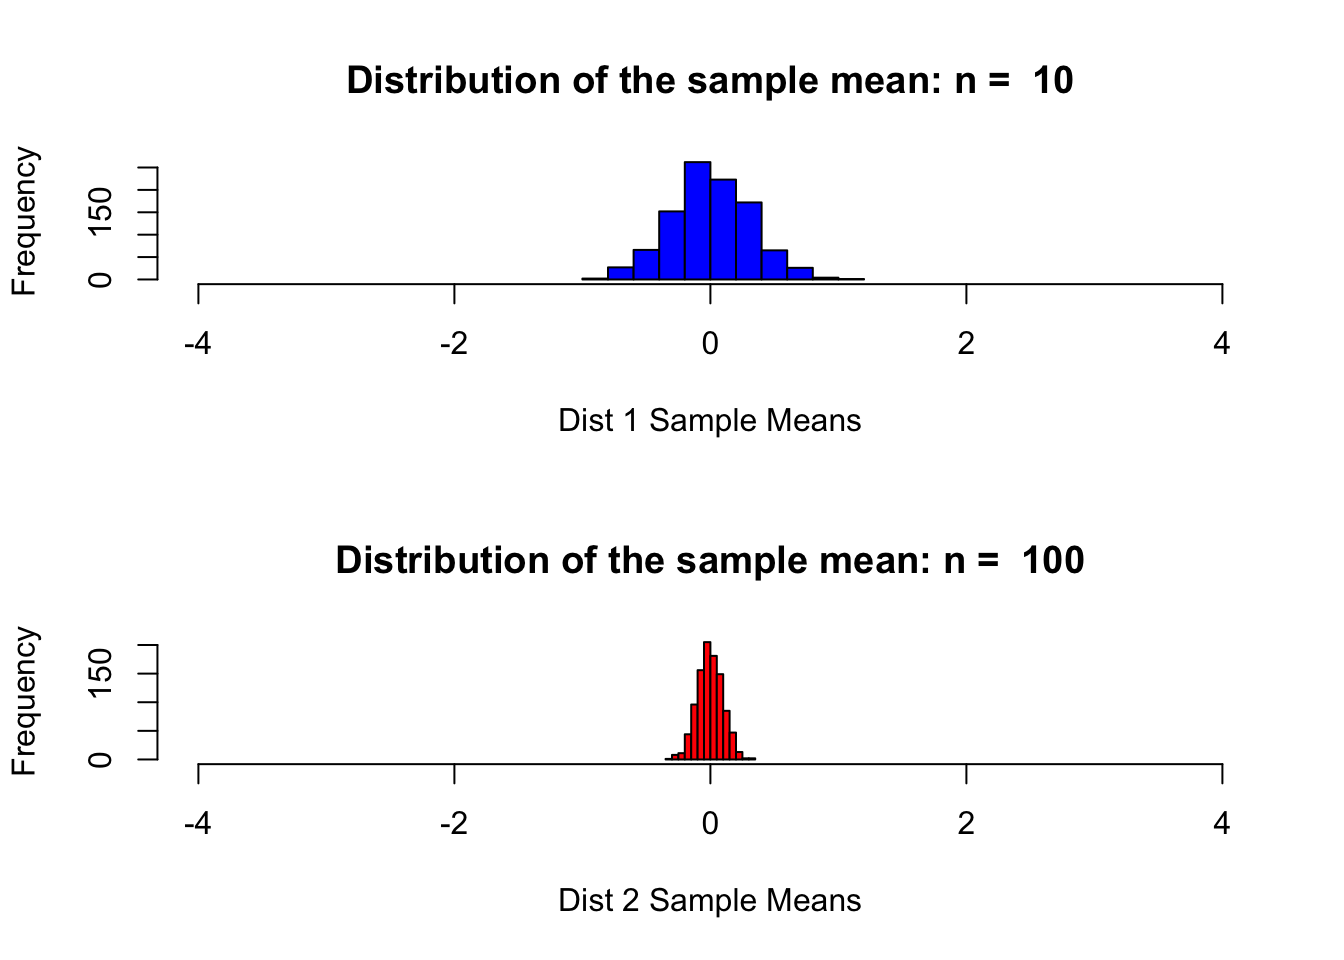 Distribution of the sample mean: n =  10
Frequency
150
0
-4 -2 0 2 4
Dist 1 Sample Means
Distribution of the sample mean: n =  100
Frequency
150
0
-4 -2 0 2 4
Dist 2 Sample Means